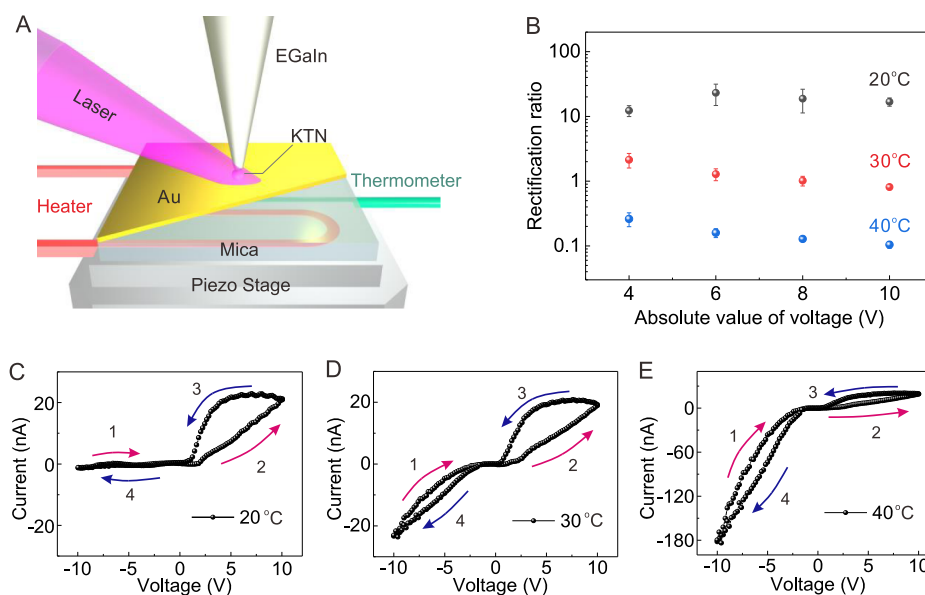 A
EGaIn
Laser
KTN
Au
Thermometer
Heater
Mica
Piezo Stage
B
Rectification ratio
100
10
1
0.1
20°C
30°C
40°C
4
6
8
10
Absolute value of voltage (V)
C
Current (nA)
20
0
-20
1
2
3
4
20°C
-10
-5
0
5
10
Voltage (V)
D
Current (nA)
20
0
-20
1
2
3
4
30°C
-10
-5
0
5
10
Voltage (V)
E
Current (nA)
0
-60
-120
-180
1
2
3
4
40°C
-10
-5
0
5
10
Voltage (V)